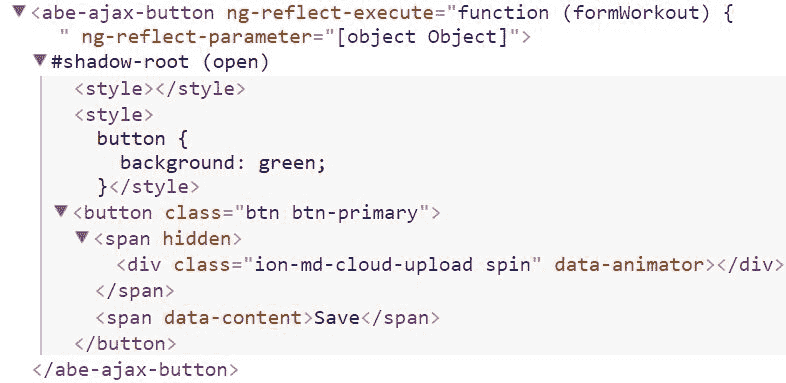 <abe-ajax-button ng-reflect-execute="function (formWorkout) {
" ng-reflect-parameter="[object Object]">
#shadow-root (open)
<style></style>
<style>
button {
background: green;
}</style>
<button class="btn btn-primary">
<span hidden>
<div class="ion-md-cloud-upload spin" data-animator></div>
</span>
<span data-content>Save</span>
</button>
</abe-ajax-button>